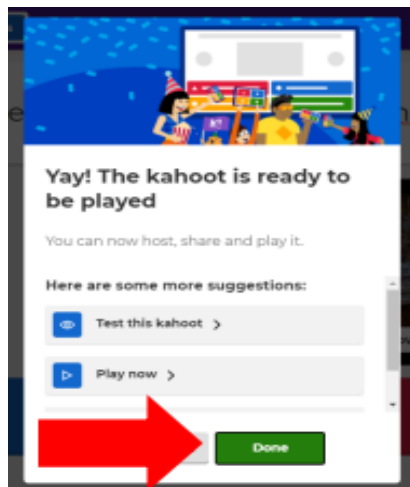 Yay! The kahoot is ready to
be played
You can now host, share and play it.
Here are some more suggestions:
Test this kahoot >
Play now >
Done